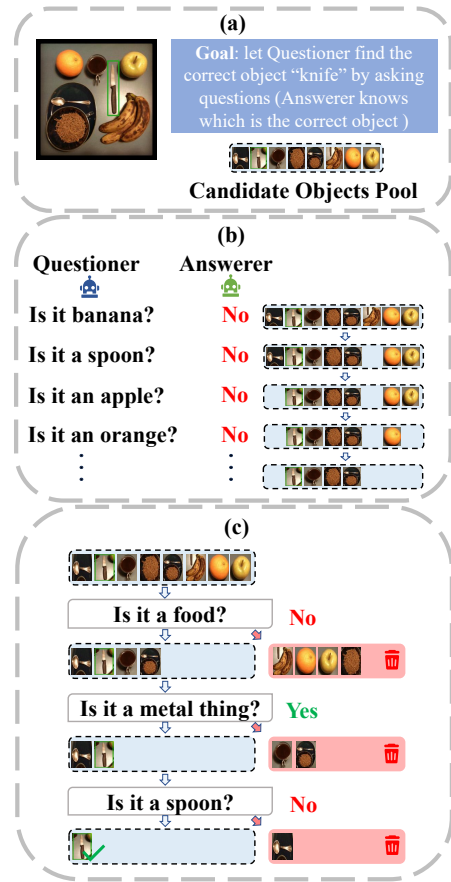 (a)
Goal: let Questioner find the
correct object “knife” by asking
questions (Answerer knows
which is the correct object )
Candidate Objects Pool
(b)
Questioner Answerer
Is it banana? No
Is it a spoon? No
Is it an apple? No
Is it an orange? No
(c)
Is it a food? No
Is it a metal thing? Yes
Is it a spoon? No